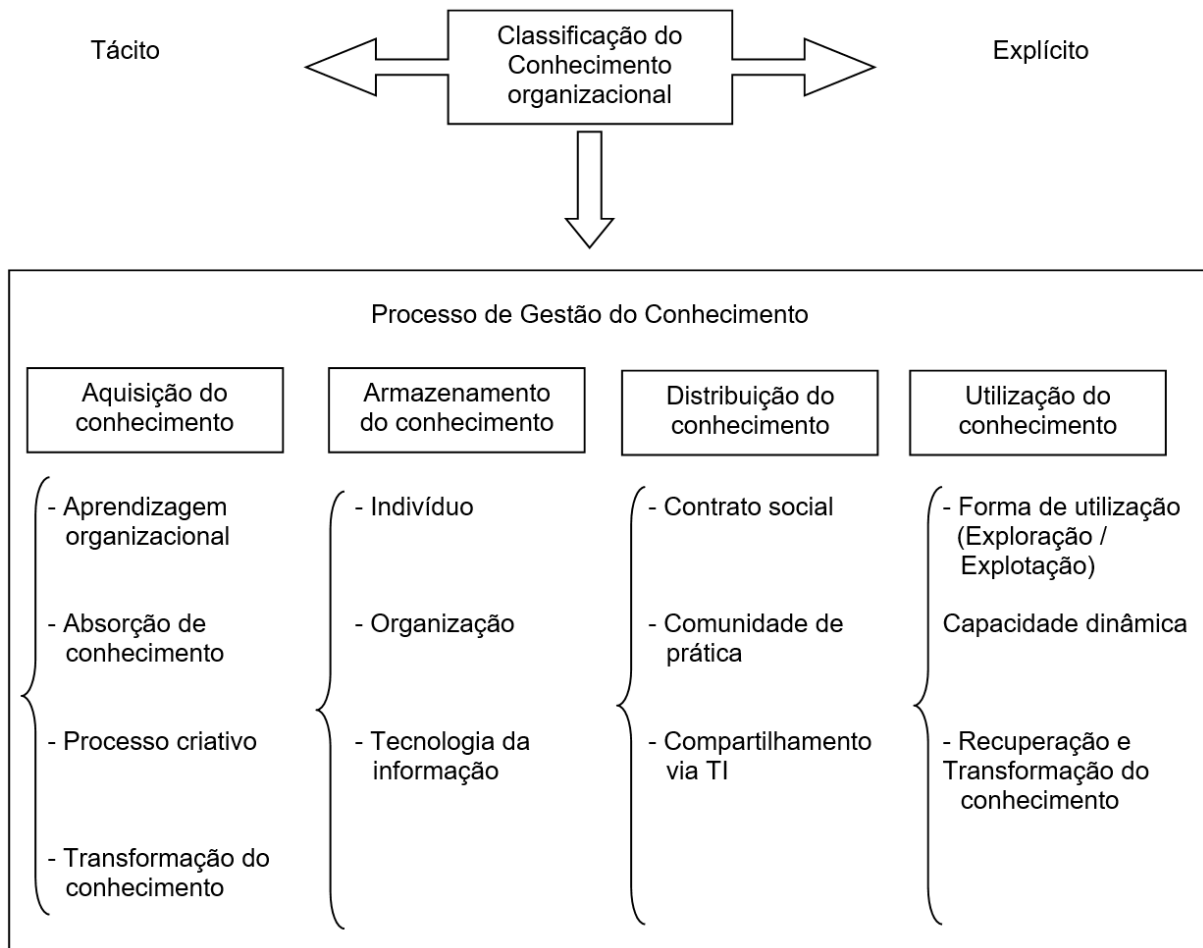 Tácito
Classificação do
Conhecimento
organizacional
Explícito
Processo de Gestão do Conhecimento
Aquisição do
conhecimento
Armazenamento
do conhecimento
Distribuição do
conhecimento
Utilização do
conhecimento
- Aprendizagem
organizacional
- Absorção de
conhecimento
- Processo criativo
- Transformação do
conhecimento
- Indivíduo
- Organização
- Tecnologia da
informação
- Contrato social
- Comunidade de
prática
- Compartilhamento
via TI
- Forma de utilização
(Exploração /
Explotação)
Capacidade dinâmica
- Recuperação e
Transformação do
conhecimento